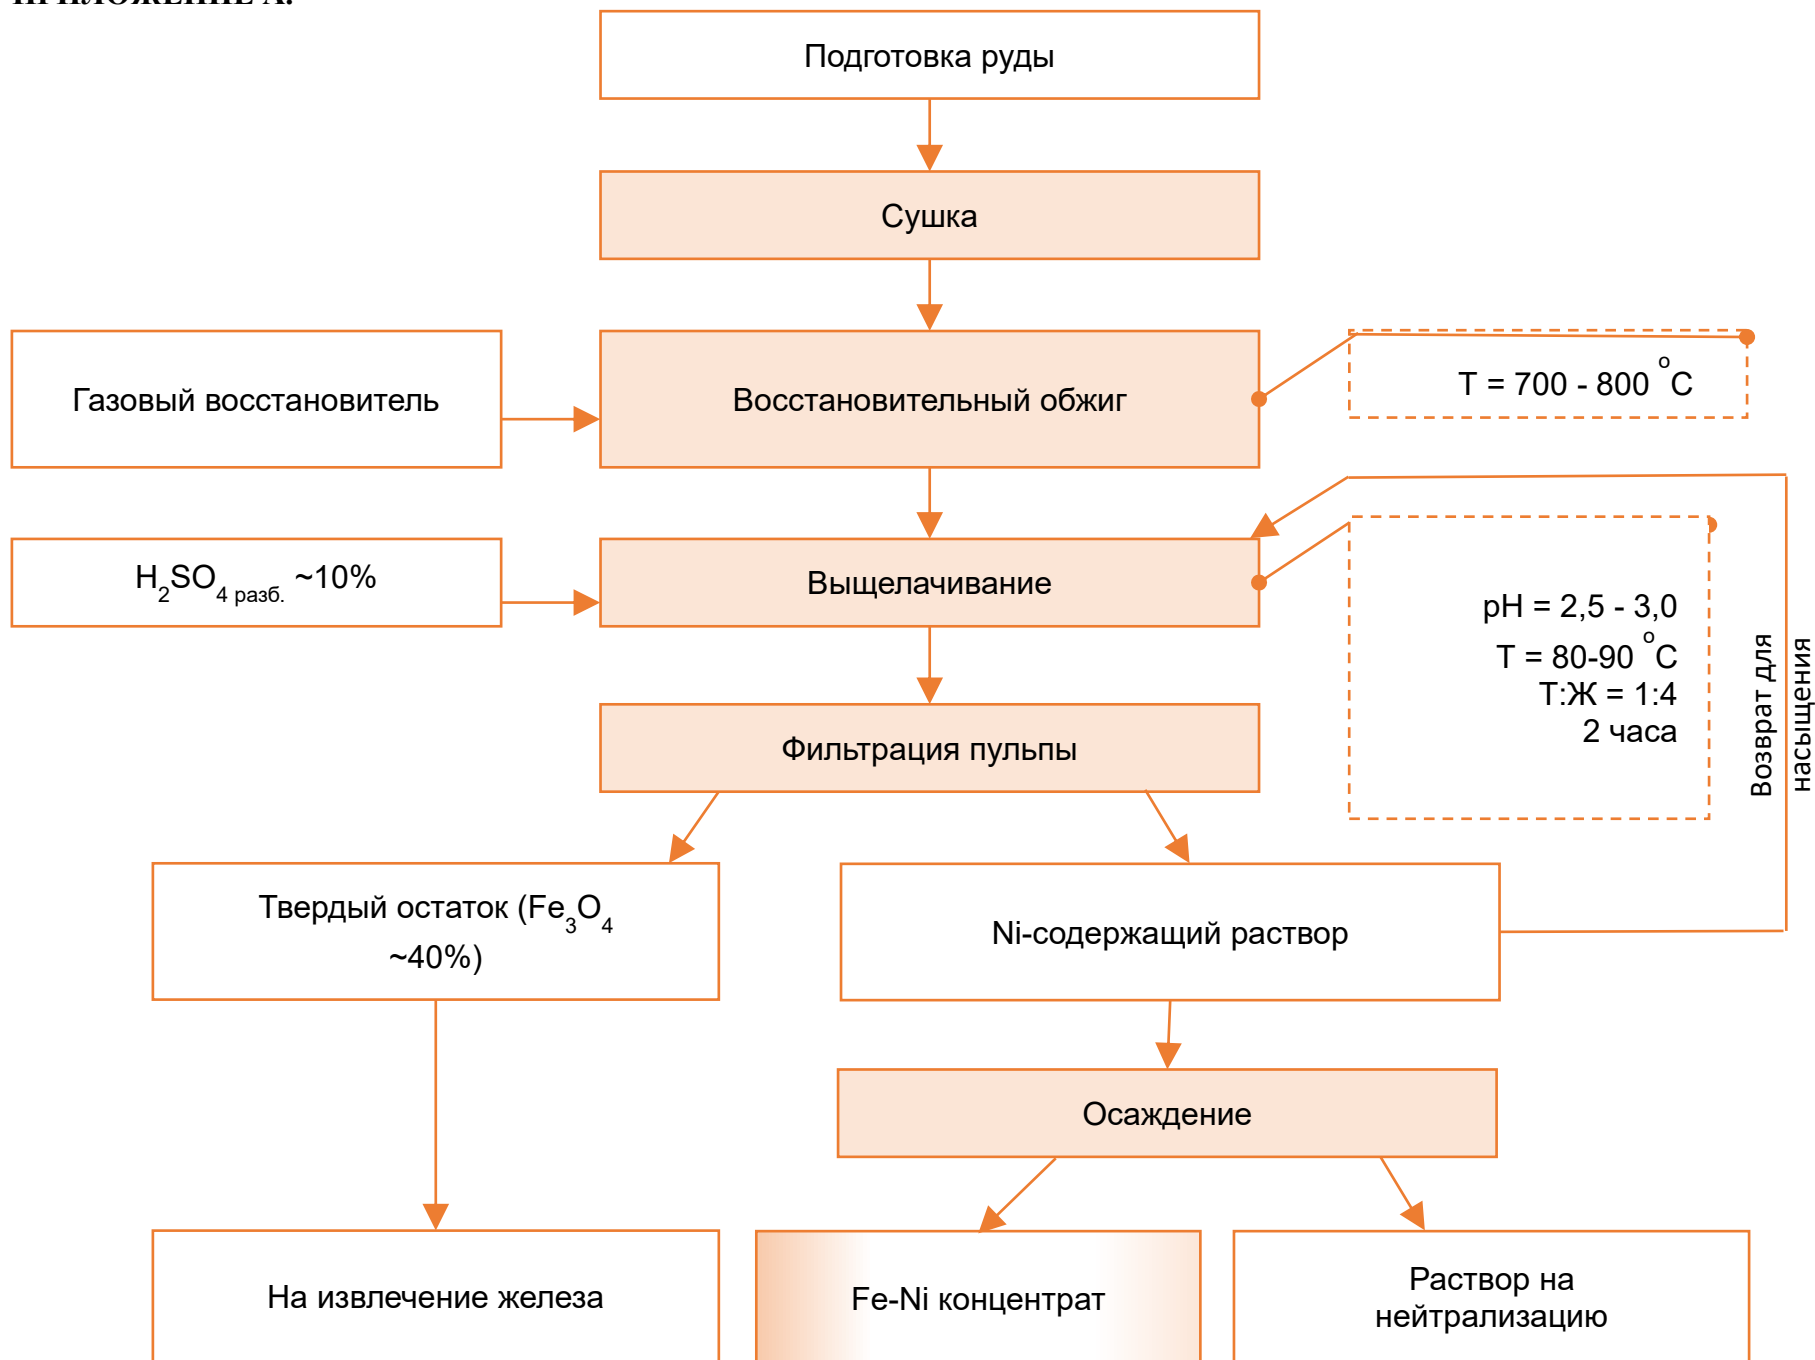 ПРИЛОЖЕНИЕ А.
Подготовка руды
Сушка
Газовый восстановитель
Восстановительный обжиг
T = 700 - 800 °C
H₂SO₄ разб. ~10%
Выщелачивание
pH = 2,5 - 3,0
T = 80-90 °C
Т:Ж = 1:4
2 часа
Возврат для
насыщения
Фильтрация пульпы
Твердый остаток (Fe₃O₄
~40%)
Ni-содержащий раствор
Осаждение
На извлечение железа
Fe-Ni концентрат
Раствор на
нейтрализацию